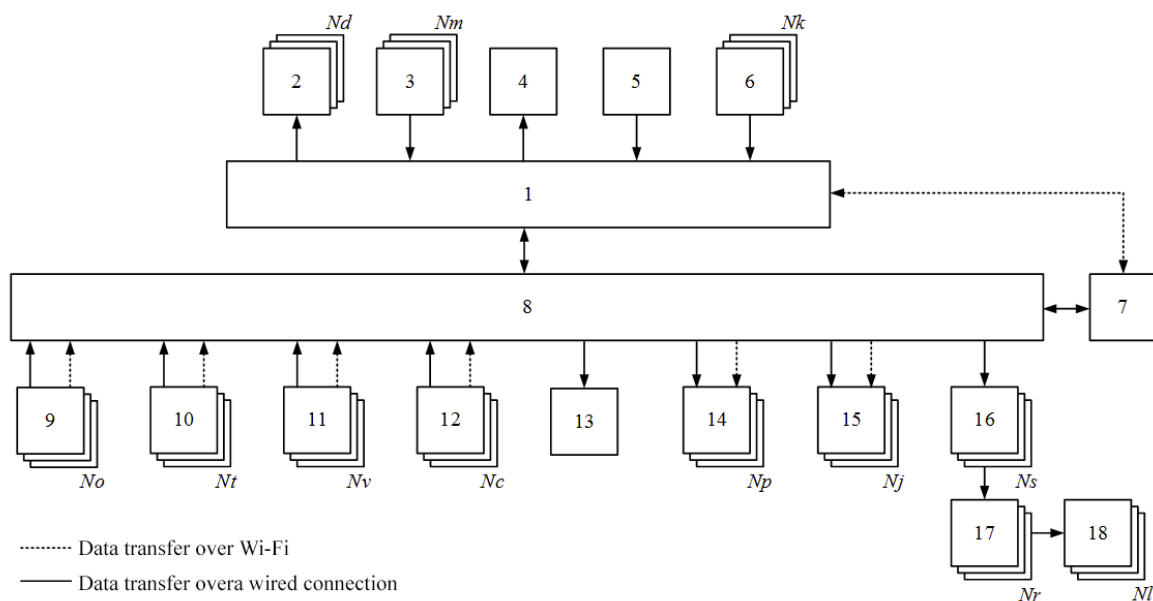 Nd Nm Nk
2 3 4 5 6
1
8 7
9 10 11 12 13 14 15 16
No Nt Nv Nc Np Nj Ns
17 18
Data transfer over Wi-Fi
Data transfer overa wired connection
Nr Nl